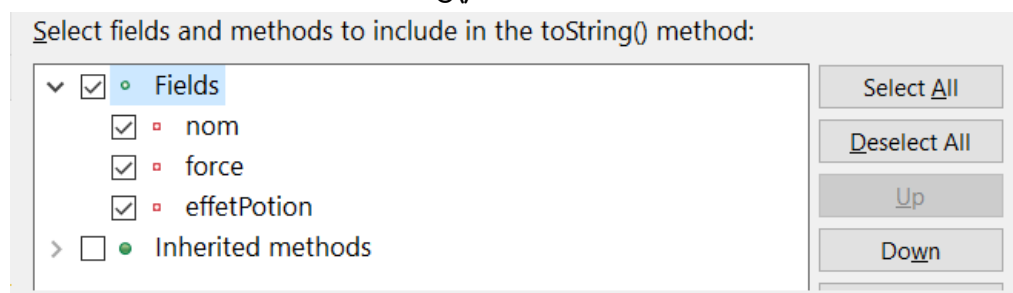 Select fields and methods to include in the toString() method:
Fields
Select All
nom
Deselect All
force
effetPotion
Up
Inherited methods
Down